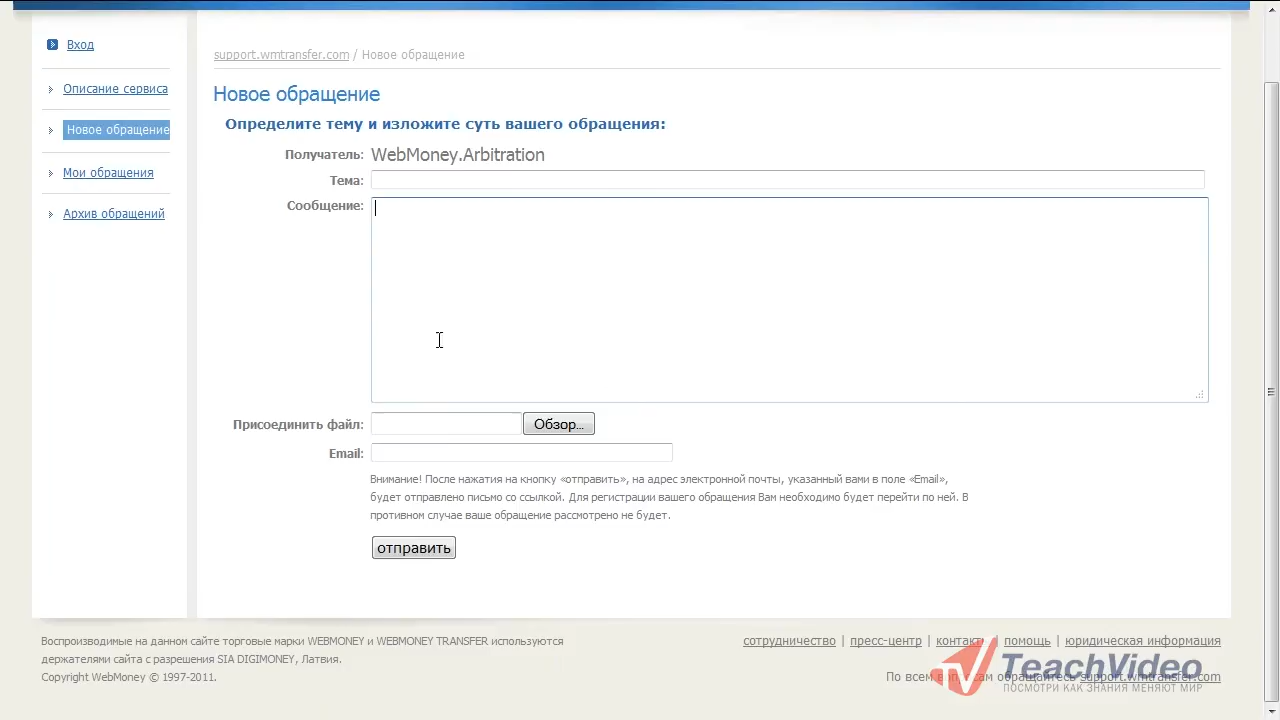 Вход
Описание сервиса
Новое обращение
Мои обращения
Архив обращений
support.wmtransfer.com / Новое обращение
Новое обращение
Определите тему и изложите суть вашего обращения:
Получатель: WebMoney.Arbitration
Тема:
Сообщение:
Присоединить файл: Обзор...
Email:
Внимание! После нажатия на кнопку «отправить», на адрес электронной почты, указанный вами в поле «Email»,
будет отправлено письмо со ссылкой. Для регистрации вашего обращения Вам необходимо будет перейти по ней. В
противном случае ваше обращение рассмотрено не будет.
отправить
Воспроизводимые на данном сайте торговые марки WEBMONEY и WEBMONEY TRANSFER используются
держателями сайта с разрешения SIA DIGIMONEY, Латвия.
Copyright WebMoney © 1997-2011.
сотрудничество | пресс-центр | контакты | помощь | юридическая информация
По всем вопросам обращайтесь support.wmtransfer.com
TeachVideo
ПОСМОТРИ КАК ЗНАНИЯ МЕНЯЮТ МИР